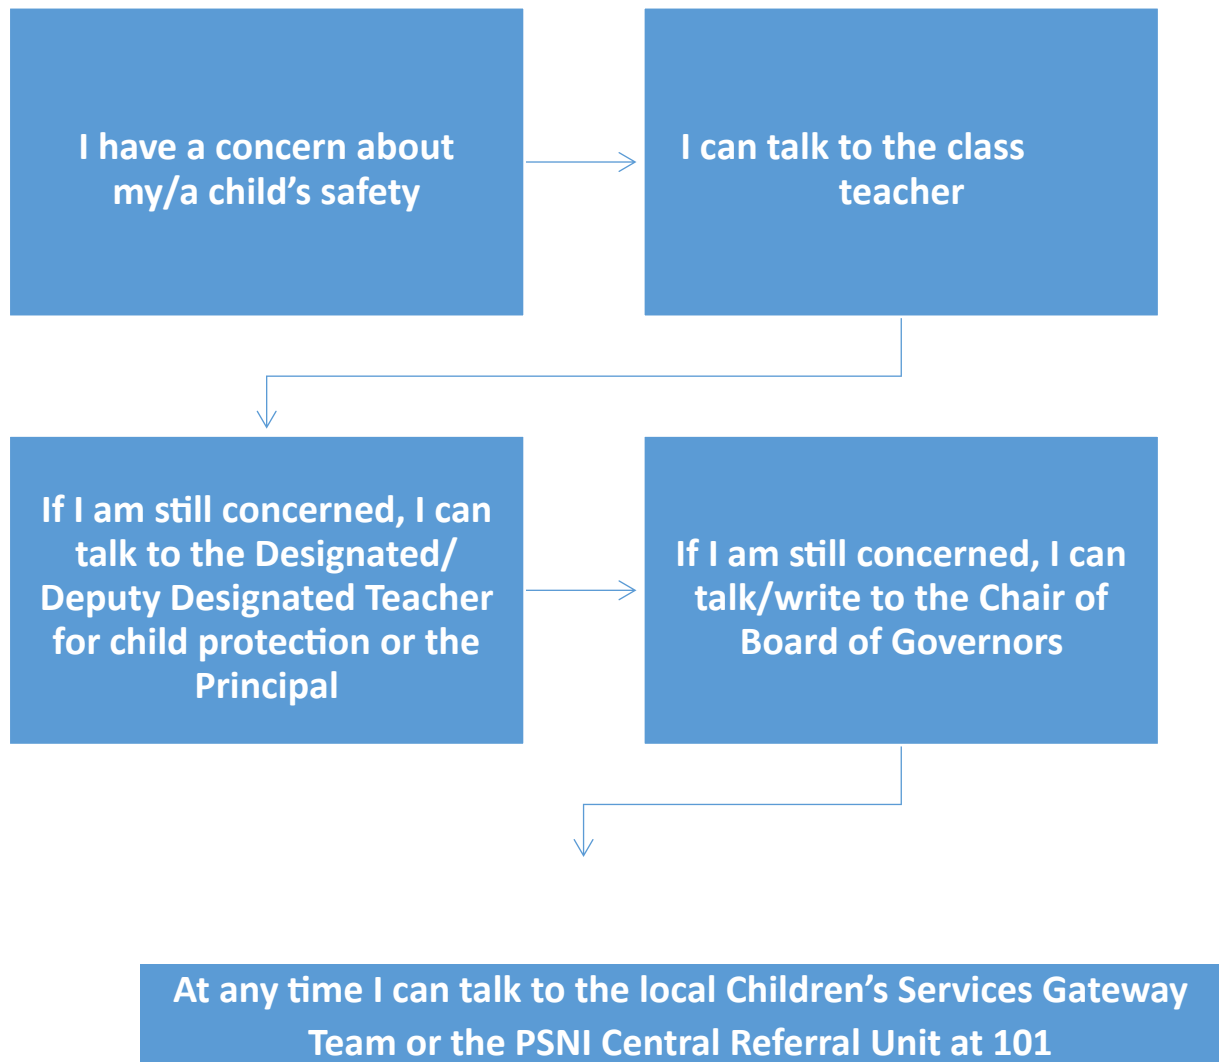 I have a concern about
my/a child’s safety
I can talk to the class
teacher
If I am still concerned, I can
talk to the Designated/
Deputy Designated Teacher
for child protection or the
Principal
If I am still concerned, I can
talk/write to the Chair of
Board of Governors
At any time I can talk to the local Children’s Services Gateway
Team or the PSNI Central Referral Unit at 101